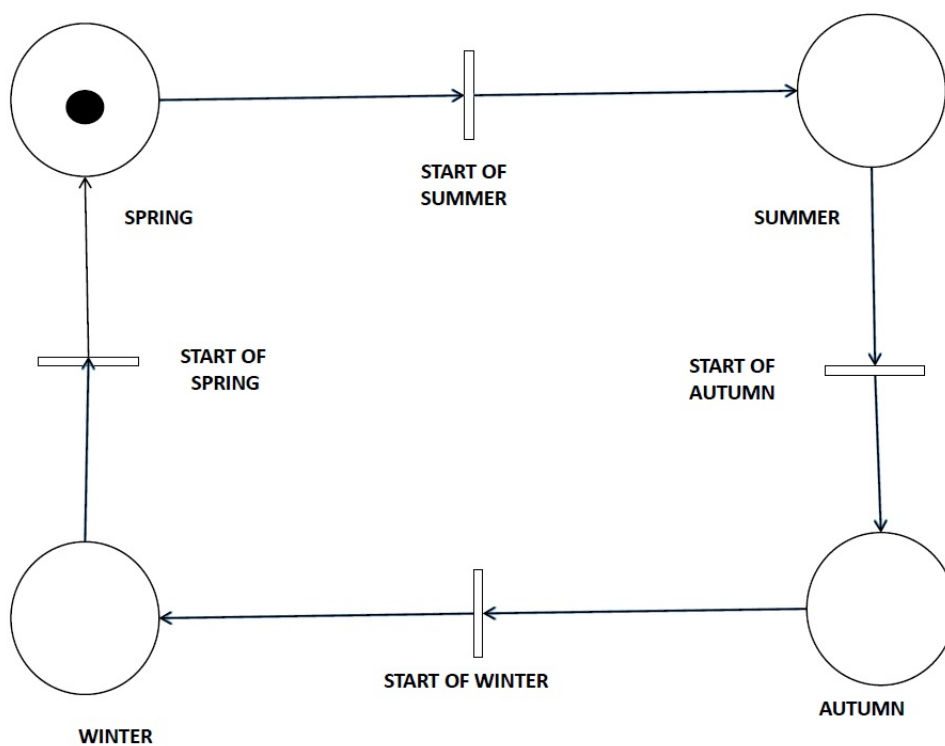 START OF
SUMMER
SPRING
SUMMER
START OF
SPRING
START OF
AUTUMN
START OF WINTER
AUTUMN
WINTER